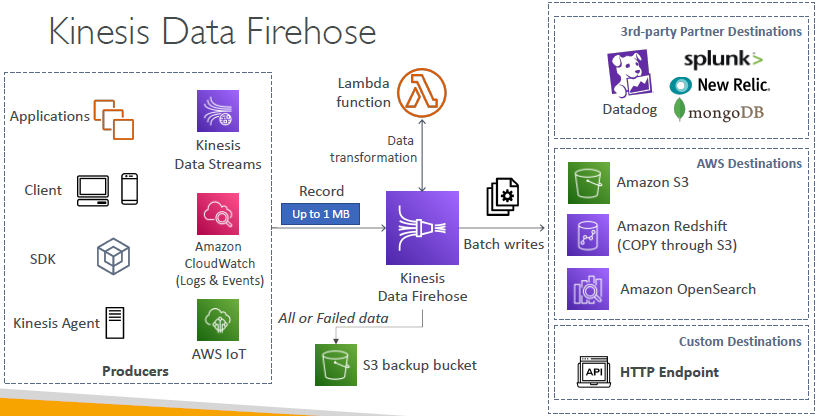 Kinesis Data Firehose
Applications
Client
SDK
Kinesis Agent
Kinesis
Data Streams
Amazon
CloudWatch
(Logs & Events)
AWS IoT
Producers
Record
Up to 1 MB
Lambda
function
Data
transformation
Kinesis
Data Firehose
All or Failed data
S3 backup bucket
Batch writes
3rd-party Partner Destinations
Datadog
splunk>
New Relic.
mongoDB
AWS Destinations
Amazon S3
Amazon Redshift
(COPY through S3)
Amazon OpenSearch
Custom Destinations
API
HTTP Endpoint